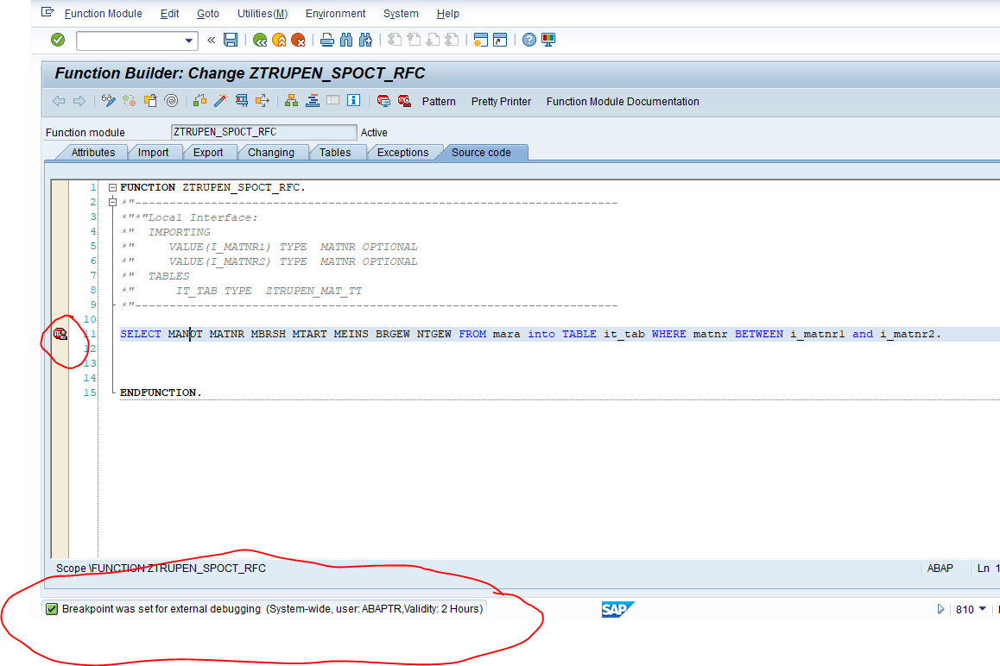 Function Module Edit Goto Utilities(M) Environment System Help
Function Builder: Change ZTRUPEN_SPOCT_RFC
Pattern Pretty Printer Function Module Documentation
Function module ZTRUPEN_SPOCT_RFC Active
Attributes Import Export Changing Tables Exceptions Source code
1 FUNCTION ZTRUPEN_SPOCT_RFC.
2 *"----------------------------------------------------------------------
3 *"*"Local Interface:
4 *" IMPORTING
5 *" VALUE(I_MATNR1) TYPE MATNR OPTIONAL
6 *" VALUE(I_MATNR2) TYPE MATNR OPTIONAL
7 *" TABLES
8 *" IT_TAB TYPE ZTRUPEN_MAT_TT
9 *"----------------------------------------------------------------------
10
11 SELECT MANDT MATNR MBRSH MTART MEINS BRGEW NTGEW FROM mara into TABLE it_tab WHERE matnr BETWEEN i_matnr1 and i_matnr2.
12
13
14
15 ENDFUNCTION.
Scope \FUNCTION ZTRUPEN_SPOCT_RFC ABAP Ln 1
Breakpoint was set for external debugging (System-wide, user: ABAPTR,Validity: 2 Hours) SAP 810